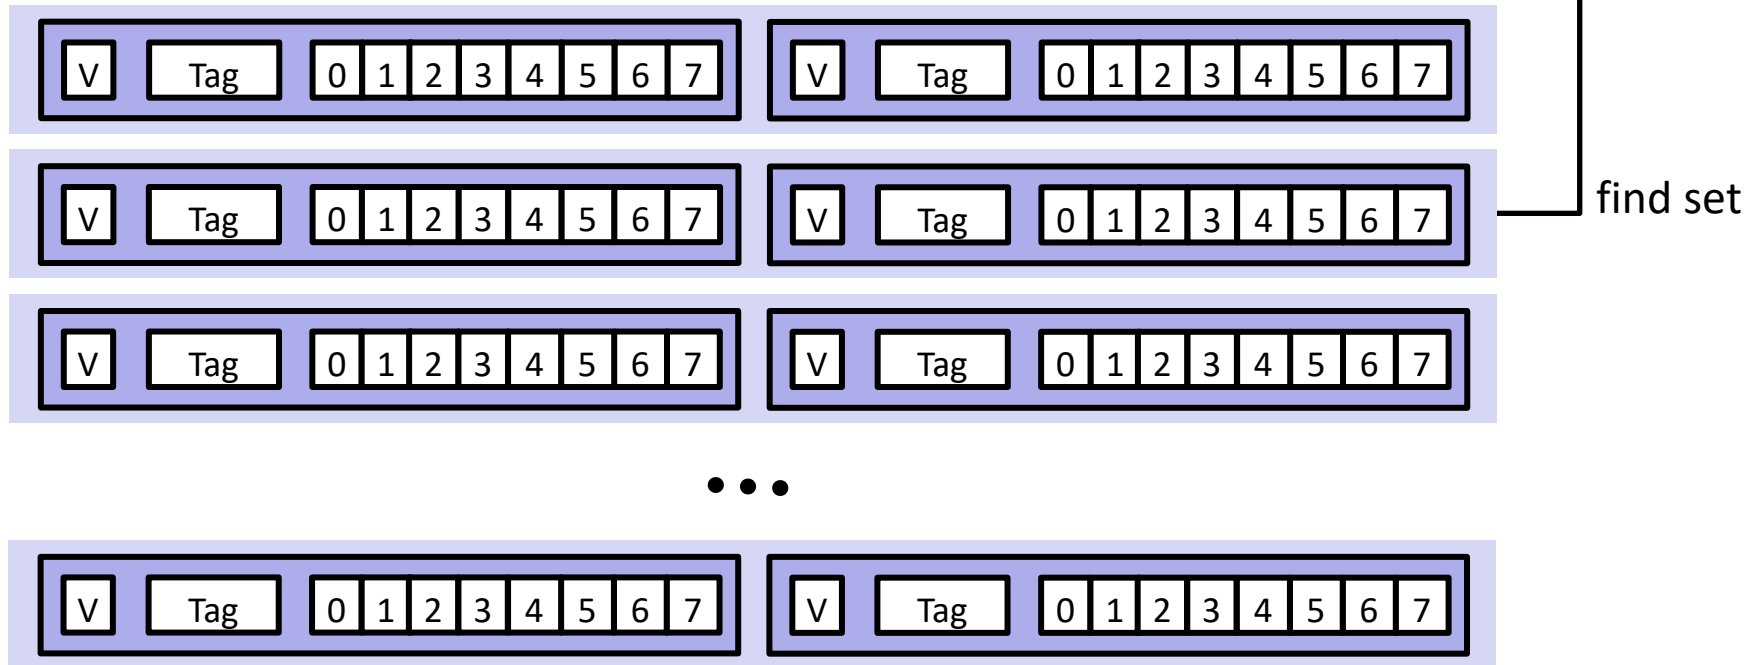 V Tag 0 1 2 3 4 5 6 7 V Tag 0 1 2 3 4 5 6 7
V Tag 0 1 2 3 4 5 6 7 V Tag 0 1 2 3 4 5 6 7 find set
V Tag 0 1 2 3 4 5 6 7 V Tag 0 1 2 3 4 5 6 7
•••
V Tag 0 1 2 3 4 5 6 7 V Tag 0 1 2 3 4 5 6 7